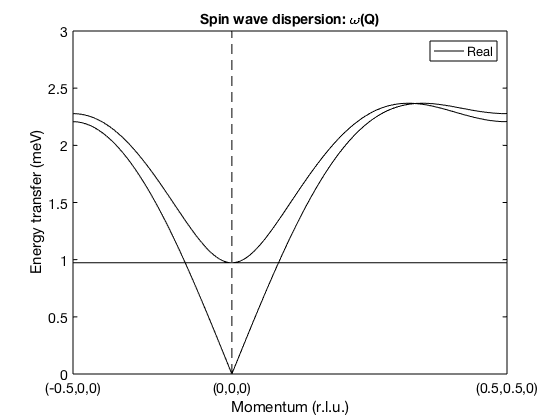 Spin wave dispersion: ω(Q)
3
2.5
2
1.5
1
0.5
0
Energy transfer (meV)
Real
(-0.5,0,0)
(0,0,0)
(0.5,0.5,0)
Momentum (r.l.u.)